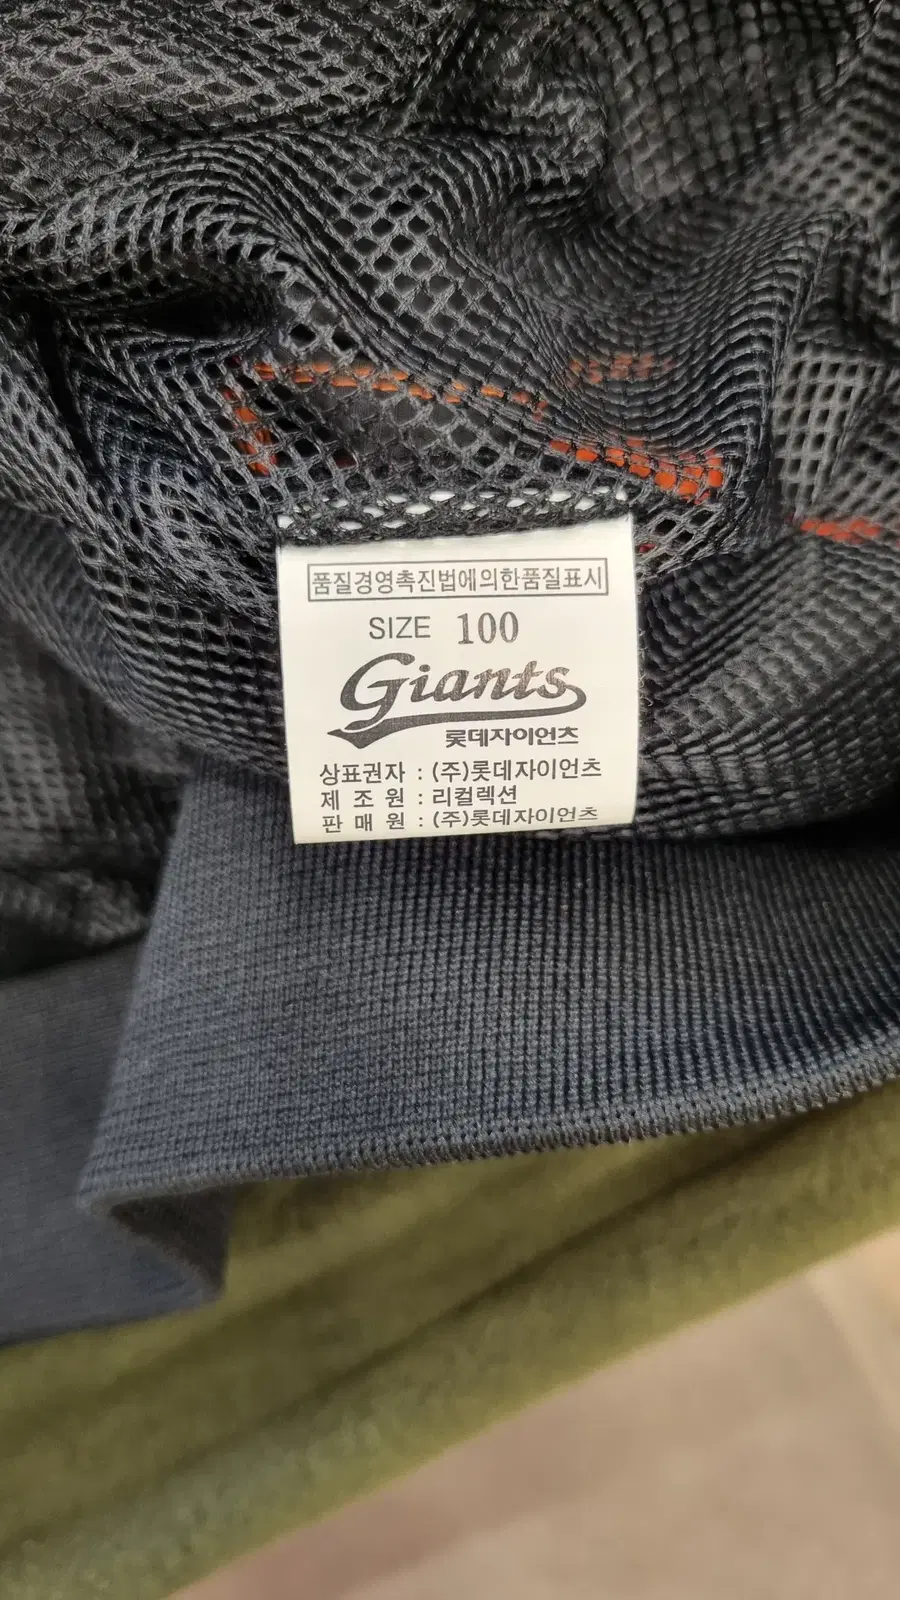 품질경영촉진법에의한품질표시
SIZE 100
Giants
롯데자이언츠
상표권자 : (주)롯데자이언츠
제 조 원 : 리컬렉션
판 매 원 : (주)롯데자이언츠